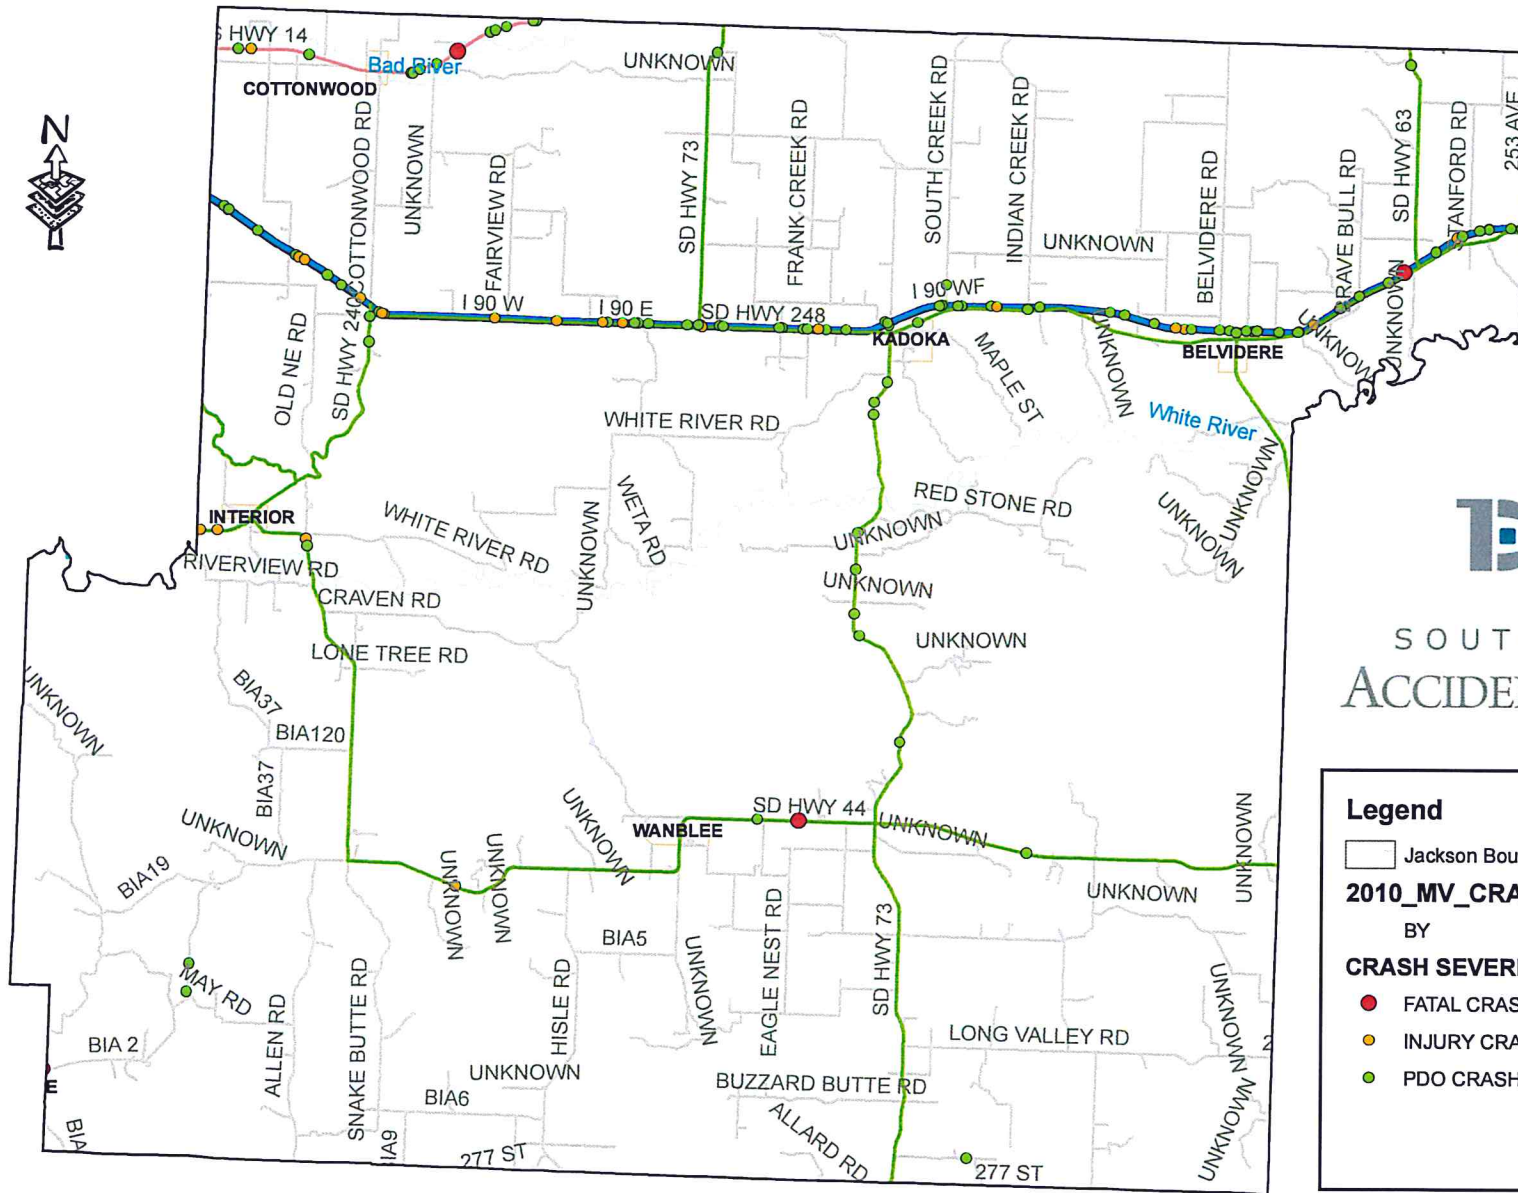 S HWY 14
Bad River
COTTONWOOD
UNKNOWN
COTTONWOOD RD
UNKNOWN
FAIRVIEW RD
SD HWY 73
FRANK CREEK RD
SOUTH CREEK RD
INDIAN CREEK RD
UNKNOWN
BELVIDERE RD
SD HWY 63
STANFORD RD
253 AVE
N
I 90 W
I 90 E
SD HWY 248
I 90 WF
KADOKA
BELVIDERE
UNKNOWN
UNKNOWN
UNKNOWN
MAPLE ST
OLD NE RD
SD HWY 240
WHITE RIVER RD
White River
UNKNOWN
UNKNOWN
INTERIOR
WHITE RIVER RD
UNKNOWN
WETA RD
RED STONE RD
UNKNOWN
RIVERVIEW RD
CRAVEN RD
UNKNOWN
LONE TREE RD
UNKNOWN
UNKNOWN
BIA37
BIA120
BIA37
UNKNOWN
UNKNOWN
WANBLEE
SD HWY 44
UNKNOWN
UNKNOWN
BIA19
UNKNOWN
UNKNOWN
UNKNOWN
BIA5
UNKNOWN
EAGLE NEST RD
SD HWY 73
UNKNOWN
MAY RD
BIA 2
ALLEN RD
SNAKE BUTTE RD
HISLE RD
UNKNOWN
BIA6
LONG VALLEY RD
BUZZARD BUTTE RD
ALLARD RD
277 ST
277 ST
UNKNOWN W
UNKNOWN
E
BIA
IA9
2
SOUT
ACCIDE
Legend
Jackson Bou
2010_MV_CRA
BY
CRASH SEVERI
FATAL CRAS
INJURY CRA
PDO CRASH